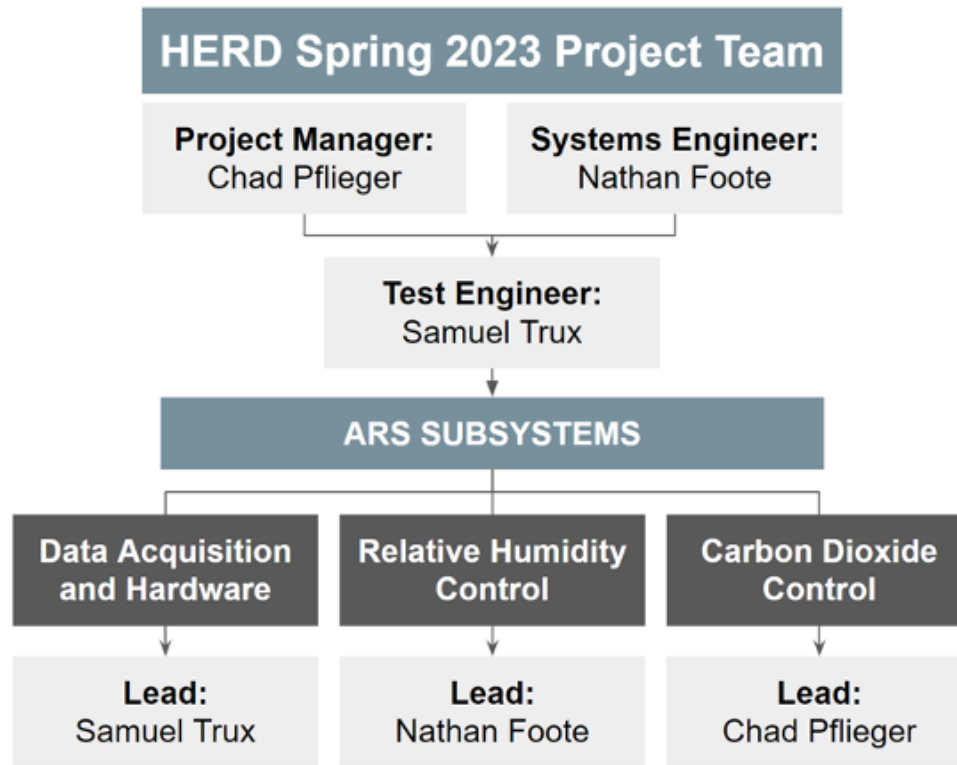 HERD Spring 2023 Project Team
Project Manager:
Chad Pflieger
Systems Engineer:
Nathan Foote
Test Engineer:
Samuel Trux
ARS SUBSYSTEMS
Data Acquisition
and Hardware
Relative Humidity
Control
Carbon Dioxide
Control
Lead:
Samuel Trux
Lead:
Nathan Foote
Lead:
Chad Pflieger